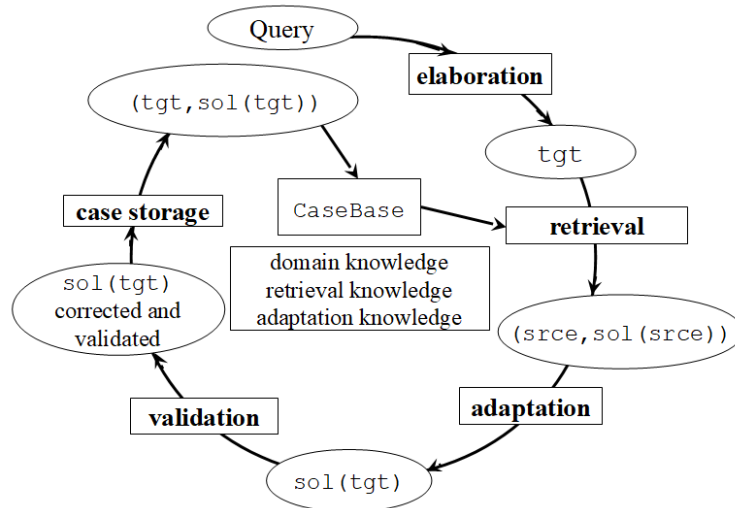 Query
elaboration
(tgt,sol(tgt))
tgt
case storage
CaseBase
retrieval
domain knowledge
retrieval knowledge
adaptation knowledge
sol(tgt)
corrected and
validated
(srce,sol(srce))
validation
adaptation
sol(tgt)